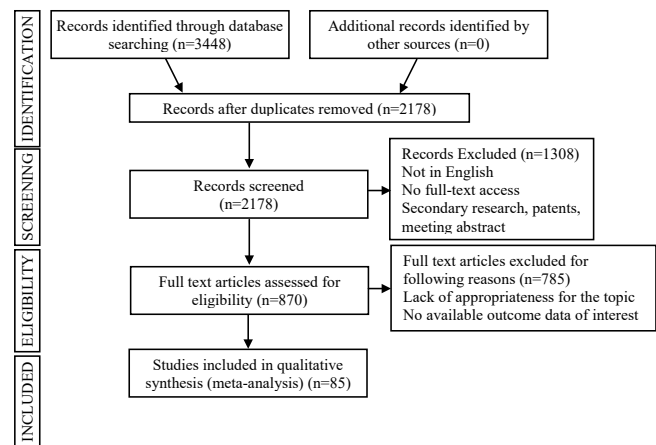 IDENTIFICATION
Records identified through database
searching (n=3448)
Additional records identified by
other sources (n=0)
Records after duplicates removed (n=2178)
SCREENING
Records screened
(n=2178)
Records Excluded (n=1308)
Not in English
No full-text access
Secondary research, patents,
meeting abstract
ELIGIBILITY
Full text articles assessed for
eligibility (n=870)
Full text articles excluded for
following reasons (n=785)
Lack of appropriateness for the topic
No available outcome data of interest
INCLUDED
Studies included in qualitative
synthesis (meta-analysis) (n=85)